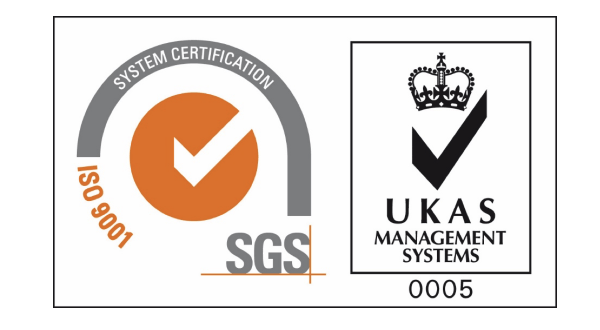 SYSTEM CERTIFICATION
ISO 9001
SGS
UKAS
MANAGEMENT
SYSTEMS
0005